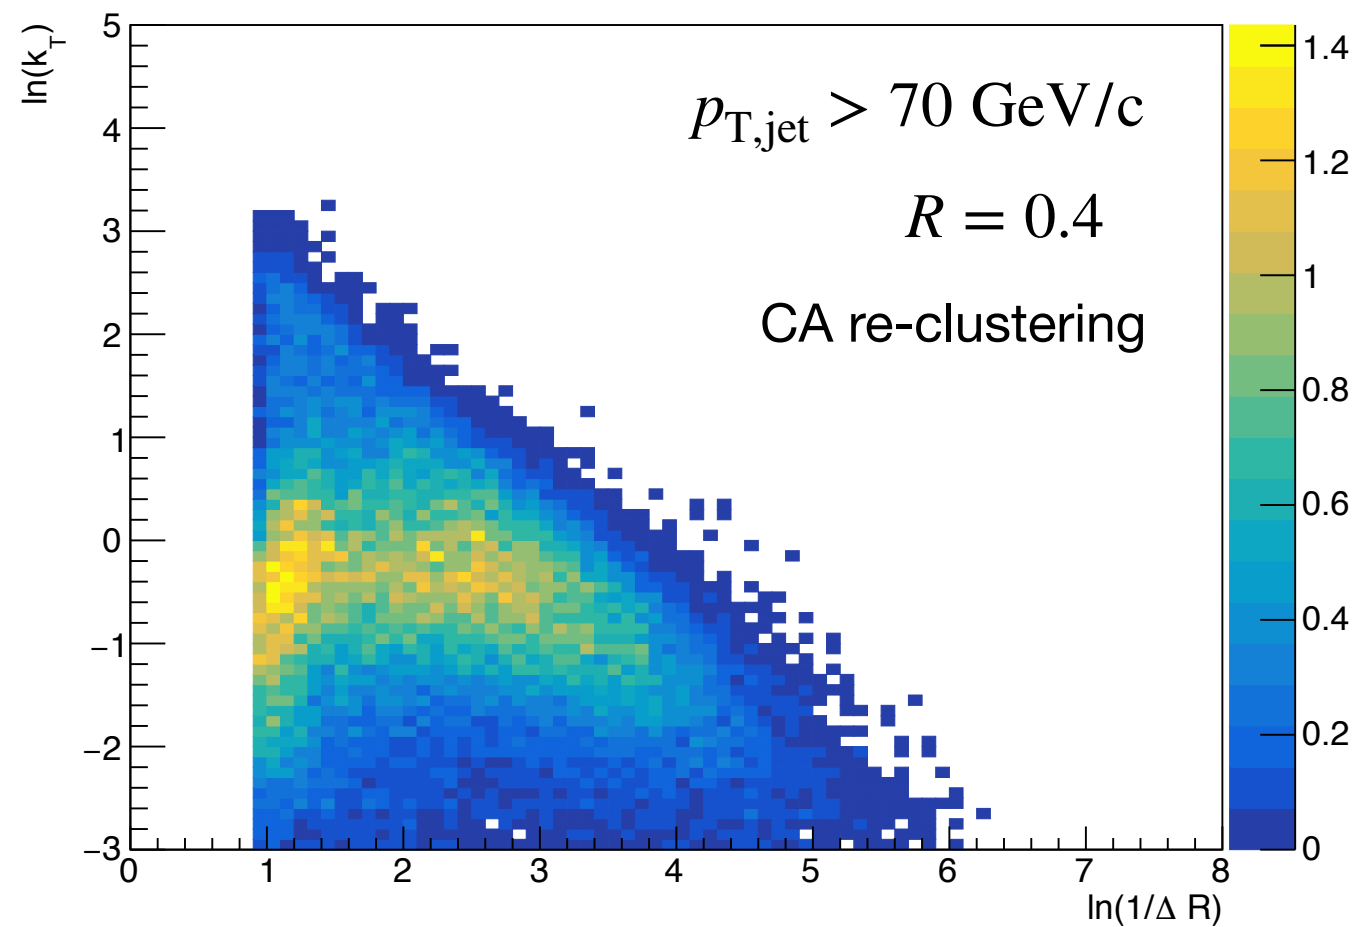 ln(k_T)
5
4
3
2
1
0
−1
−2
−3
p_T,jet > 70 GeV/c
R = 0.4
CA re-clustering
1.4
1.2
1
0.8
0.6
0.4
0.2
0
0 1 2 3 4 5 6 7 8
ln(1/Δ R)